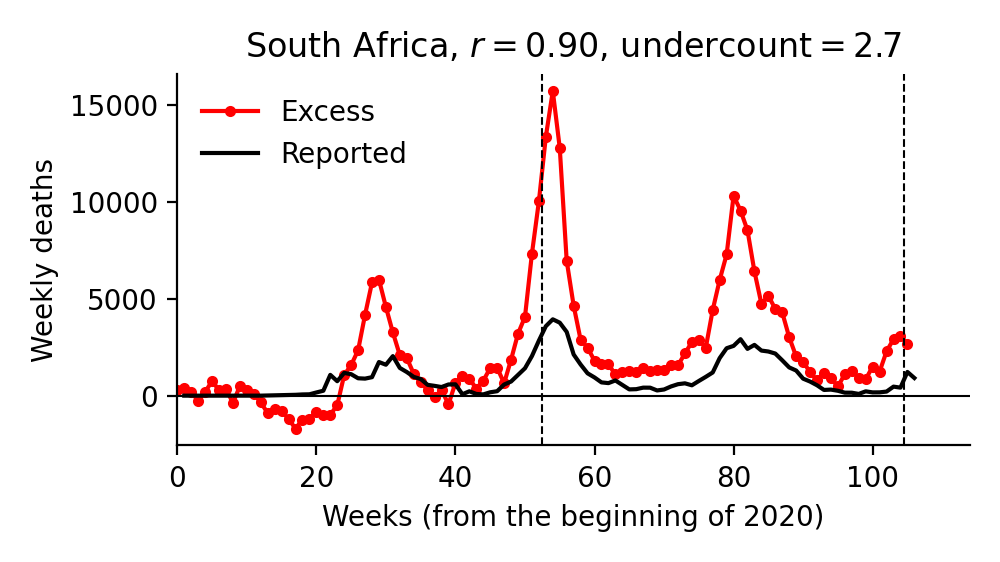 South Africa, r = 0.90, undercount = 2.7
Excess
Reported
15000
10000
5000
0
Weekly deaths
0 20 40 60 80 100
Weeks (from the beginning of 2020)